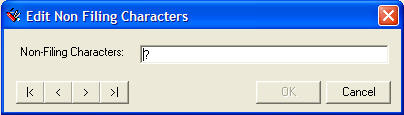 Edit Non Filing Characters
Non-Filing Characters: ?
|< < > >| OK Cancel